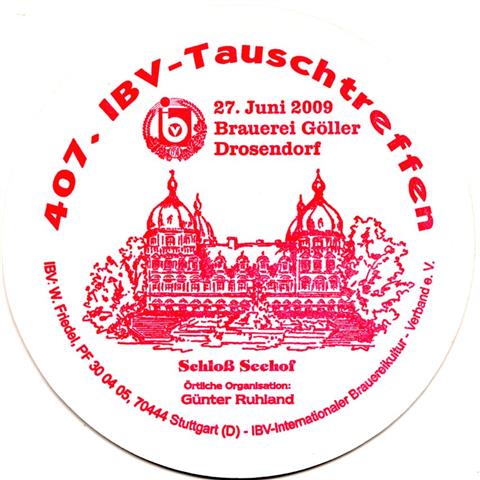 407. IBV-Tauschtreffen
ibv
27. Juni 2009
Brauerei Göller
Drosendorf
Schloß Seehof
Örtliche Organisation:
Günter Ruhland
IBV: W. Friedel, PF 30 04 05, 70444 Stuttgart (D) - IBV-Internationaler Brauereikultur - Verband e. V.